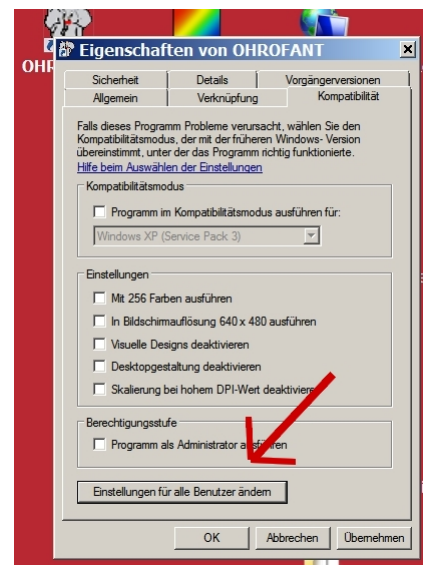 OHR
Eigenschaften von OHROFANT
Sicherheit
Details
Vorgängerversionen
Allgemein
Verknüpfung
Kompatibilität
Falls dieses Programm Probleme verursacht, wählen Sie den
Kompatibilitätsmodus, der mit der früheren Windows- Version
übereinstimmt, unter der das Programm richtig funktionierte.
Hilfe beim Auswählen der Einstellungen
Kompatibilitätsmodus
Programm im Kompatibilitätsmodus ausführen für:
Windows XP (Service Pack 3)
Einstellungen
Mit 256 Farben ausführen
In Bildschirmauflösung 640 x 480 ausführen
Visuelle Designs deaktivieren
Desktopgestaltung deaktivieren
Skalierung bei hohem DPI-Wert deaktivieren
Berechtigungsstufe
Programm als Administrator ausführen
Einstellungen für alle Benutzer ändern
OK
Abbrechen
Übernehmen